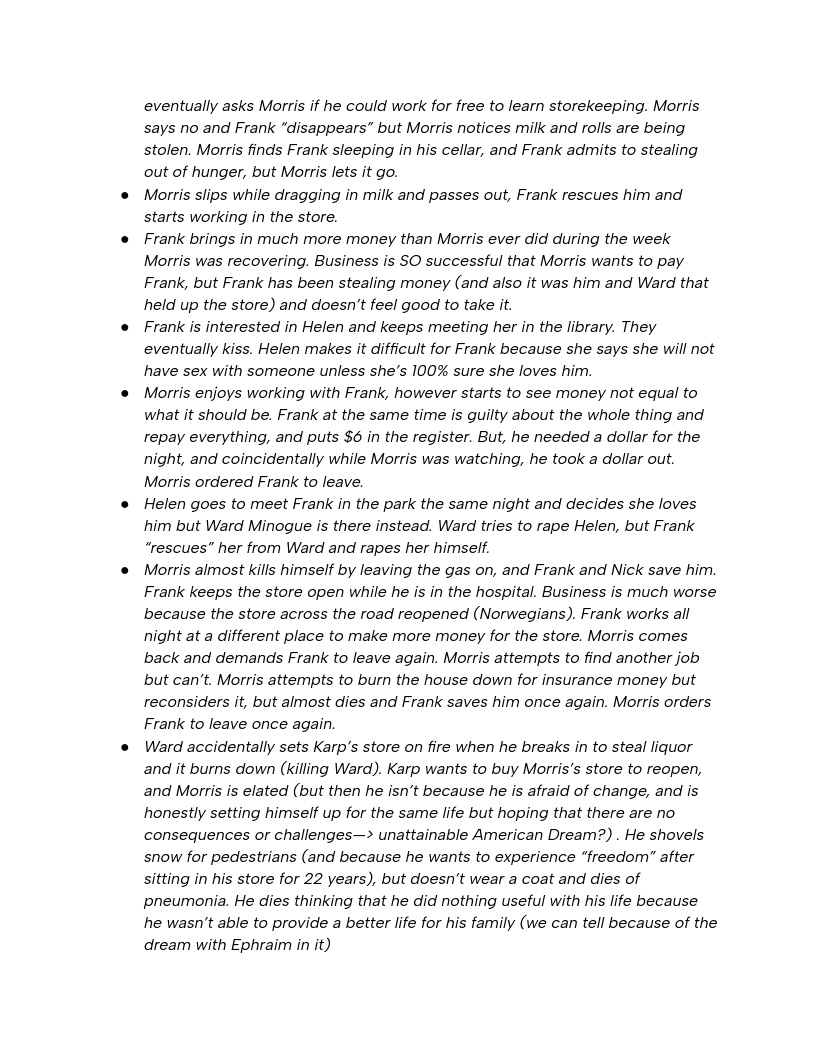 eventually asks Morris if he could work for free to learn storekeeping. Morris
says no and Frank “disappears” but Morris notices milk and rolls are being
stolen. Morris finds Frank sleeping in his cellar, and Frank admits to stealing
out of hunger, but Morris lets it go.
● Morris slips while dragging in milk and passes out, Frank rescues him and
starts working in the store.
● Frank brings in much more money than Morris ever did during the week
Morris was recovering. Business is SO successful that Morris wants to pay
Frank, but Frank has been stealing money (and also it was him and Ward that
held up the store) and doesn’t feel good to take it.
● Frank is interested in Helen and keeps meeting her in the library. They
eventually kiss. Helen makes it difficult for Frank because she says she will not
have sex with someone unless she’s 100% sure she loves him.
● Morris enjoys working with Frank, however starts to see money not equal to
what it should be. Frank at the same time is guilty about the whole thing and
repay everything, and puts $6 in the register. But, he needed a dollar for the
night, and coincidentally while Morris was watching, he took a dollar out.
Morris ordered Frank to leave.
● Helen goes to meet Frank in the park the same night and decides she loves
him but Ward Minogue is there instead. Ward tries to rape Helen, but Frank
“rescues” her from Ward and rapes her himself.
● Morris almost kills himself by leaving the gas on, and Frank and Nick save him.
Frank keeps the store open while he is in the hospital. Business is much worse
because the store across the road reopened (Norwegians). Frank works all
night at a different place to make more money for the store. Morris comes
back and demands Frank to leave again. Morris attempts to find another job
but can’t. Morris attempts to burn the house down for insurance money but
reconsiders it, but almost dies and Frank saves him once again. Morris orders
Frank to leave once again.
● Ward accidentally sets Karp’s store on fire when he breaks in to steal liquor
and it burns down (killing Ward). Karp wants to buy Morris’s store to reopen,
and Morris is elated (but then he isn’t because he is afraid of change, and is
honestly setting himself up for the same life but hoping that there are no
consequences or challenges—> unattainable American Dream?) . He shovels
snow for pedestrians (and because he wants to experience “freedom” after
sitting in his store for 22 years), but doesn’t wear a coat and dies of
pneumonia. He dies thinking that he did nothing useful with his life because
he wasn’t able to provide a better life for his family (we can tell because of the
dream with Ephraim in it)